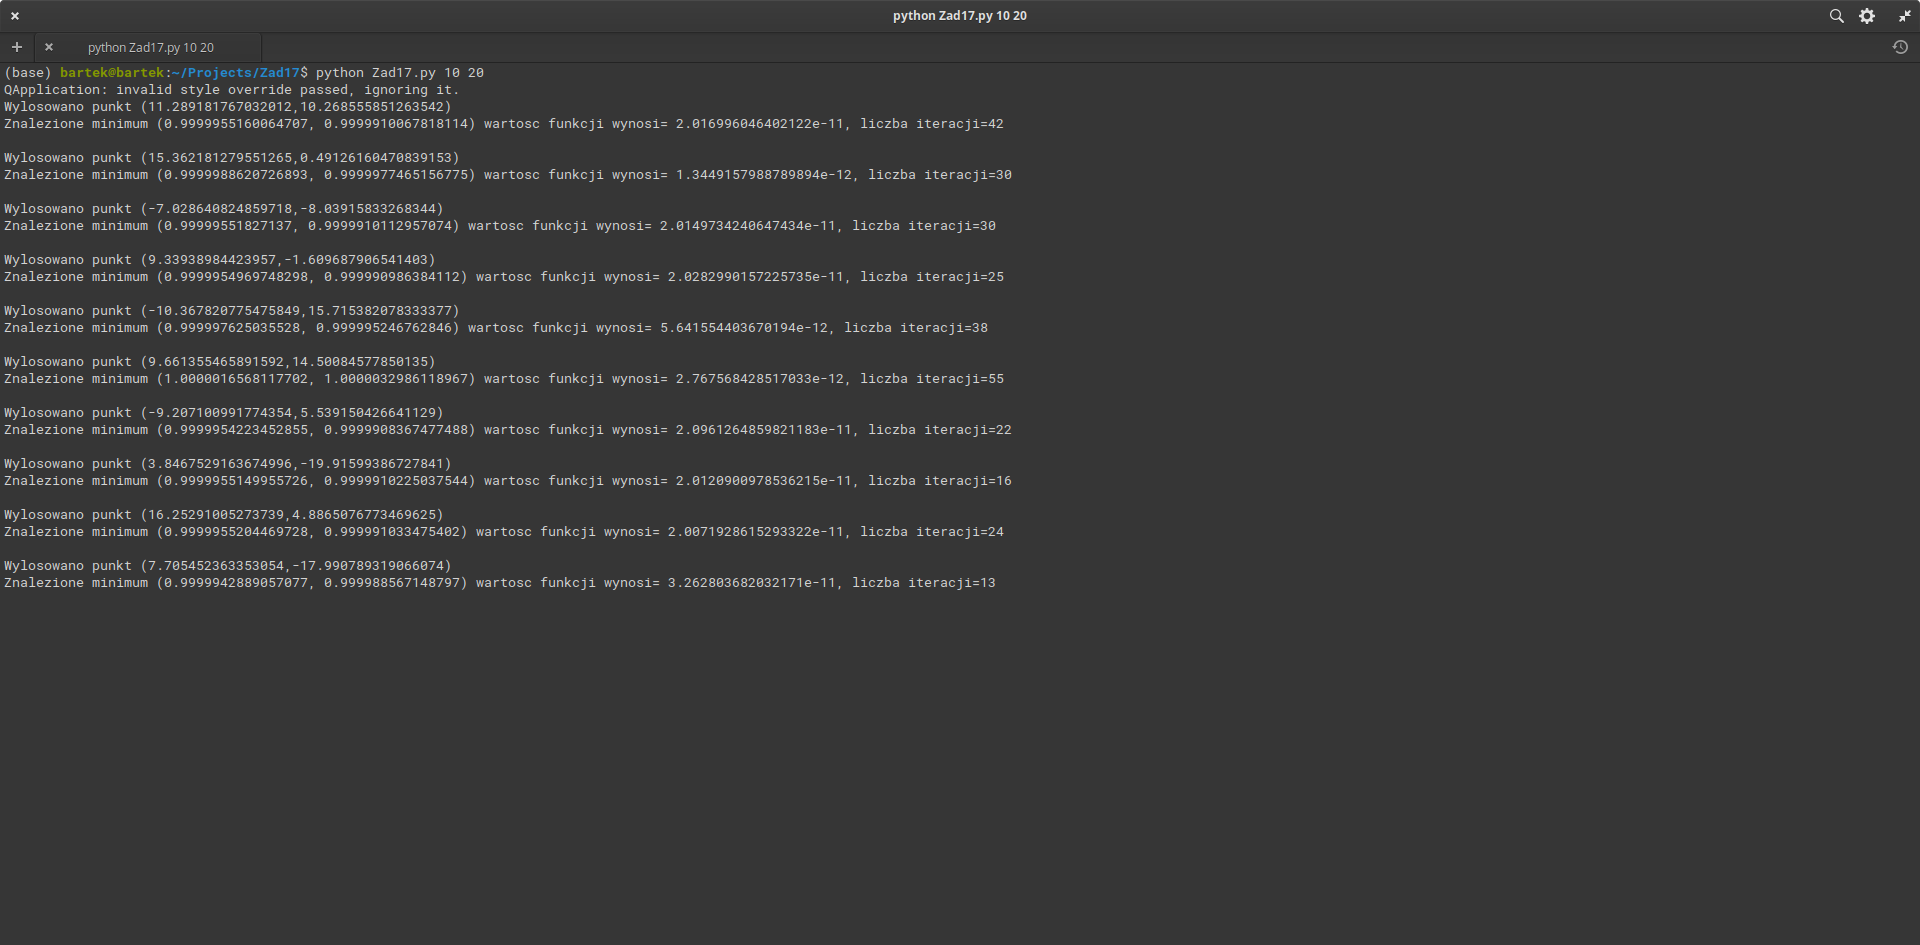 python Zad17.py 10 20
python Zad17.py 10 20
(base) bartek@bartek:~/Projects/Zad17$ python Zad17.py 10 20
QApplication: invalid style override passed, ignoring it.
Wylosowano punkt (11.289181767032012,10.268555851263542)
Znalezione minimum (0.9999955160064707, 0.9999910067818114) wartosc funkcji wynosi= 2.016996046402122e-11, liczba iteracji=42
Wylosowano punkt (15.362181279551265,0.49126160470839153)
Znalezione minimum (0.9999988620726893, 0.9999977465156775) wartosc funkcji wynosi= 1.3449157988789894e-12, liczba iteracji=30
Wylosowano punkt (-7.028640824859718,-8.03915833268344)
Znalezione minimum (0.99999551827137, 0.9999910112957074) wartosc funkcji wynosi= 2.0149734240647434e-11, liczba iteracji=30
Wylosowano punkt (9.33938984423957,-1.609687906541403)
Znalezione minimum (0.9999954969748298, 0.999990986384112) wartosc funkcji wynosi= 2.0282990157225735e-11, liczba iteracji=25
Wylosowano punkt (-10.367820775475849,15.715382078333377)
Znalezione minimum (0.999997625035528, 0.999995246762846) wartosc funkcji wynosi= 5.641554403670194e-12, liczba iteracji=38
Wylosowano punkt (9.661355465891592,14.50084577850135)
Znalezione minimum (1.0000016568117702, 1.0000032986118967) wartosc funkcji wynosi= 2.767568428517033e-12, liczba iteracji=55
Wylosowano punkt (-9.207100991774354,5.539150426641129)
Znalezione minimum (0.9999954223452855, 0.9999908367477488) wartosc funkcji wynosi= 2.0961264859821183e-11, liczba iteracji=22
Wylosowano punkt (3.8467529163674996,-19.91599386727841)
Znalezione minimum (0.9999955149955726, 0.9999910225037544) wartosc funkcji wynosi= 2.0120900978536215e-11, liczba iteracji=16
Wylosowano punkt (16.25291005273739,4.8865076773469625)
Znalezione minimum (0.9999955204469728, 0.999991033475402) wartosc funkcji wynosi= 2.0071928615293322e-11, liczba iteracji=24
Wylosowano punkt (7.705452363353054,-17.990789319066074)
Znalezione minimum (0.9999942889057077, 0.999988567148797) wartosc funkcji wynosi= 3.262803682032171e-11, liczba iteracji=13